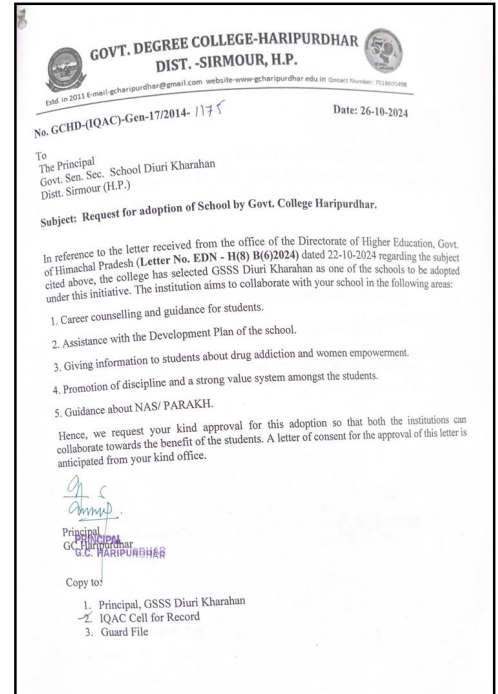 GOVT. DEGREE COLLEGE-HARIPURDHAR
DIST. -SIRMOUR, H.P.
Estd. in 2011 E-mail-gcharipurdhar@gmail.com website-www-gcharipurdhar.edu.in Contact Number: 7018605498
No. GCHD-(IQAC)-Gen-17/2014- 1175
Date: 26-10-2024
To
The Principal
Govt. Sen. Sec. School Diuri Kharahan
Distt. Sirmour (H.P.)
Subject: Request for adoption of School by Govt. College Haripurdhar.
In reference to the letter received from the office of the Directorate of Higher Education, Govt.
of Himachal Pradesh (Letter No. EDN - H(8) B(6)2024) dated 22-10-2024 regarding the subject
cited above, the college has selected GSSS Diuri Kharahan as one of the schools to be adopted
under this initiative. The institution aims to collaborate with your school in the following areas:
1. Career counselling and guidance for students.
2. Assistance with the Development Plan of the school.
3. Giving information to students about drug addiction and women empowerment.
4. Promotion of discipline and a strong value system amongst the students.
5. Guidance about NAS/ PARAKH.
Hence, we request your kind approval for this adoption so that both the institutions can
collaborate towards the benefit of the students. A letter of consent for the approval of this letter is
anticipated from your kind office.
Principal
PRINCIPAL
GC Haripurdhar
G.C. HARIPURDHAR
Copy to:
1. Principal, GSSS Diuri Kharahan
2. IQAC Cell for Record
3. Guard File